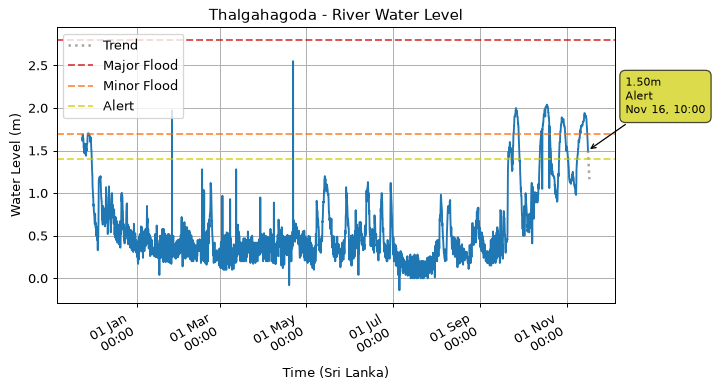 Thalgahagoda - River Water Level
Trend
Major Flood
Minor Flood
Alert
1.50m
Alert
Nov 16, 10:00
Water Level (m)
2.5
2.0
1.5
1.0
0.5
0.0
01 Jan
00:00
01 Mar
00:00
01 May
00:00
01 Jul
00:00
01 Sep
00:00
01 Nov
00:00
Time (Sri Lanka)